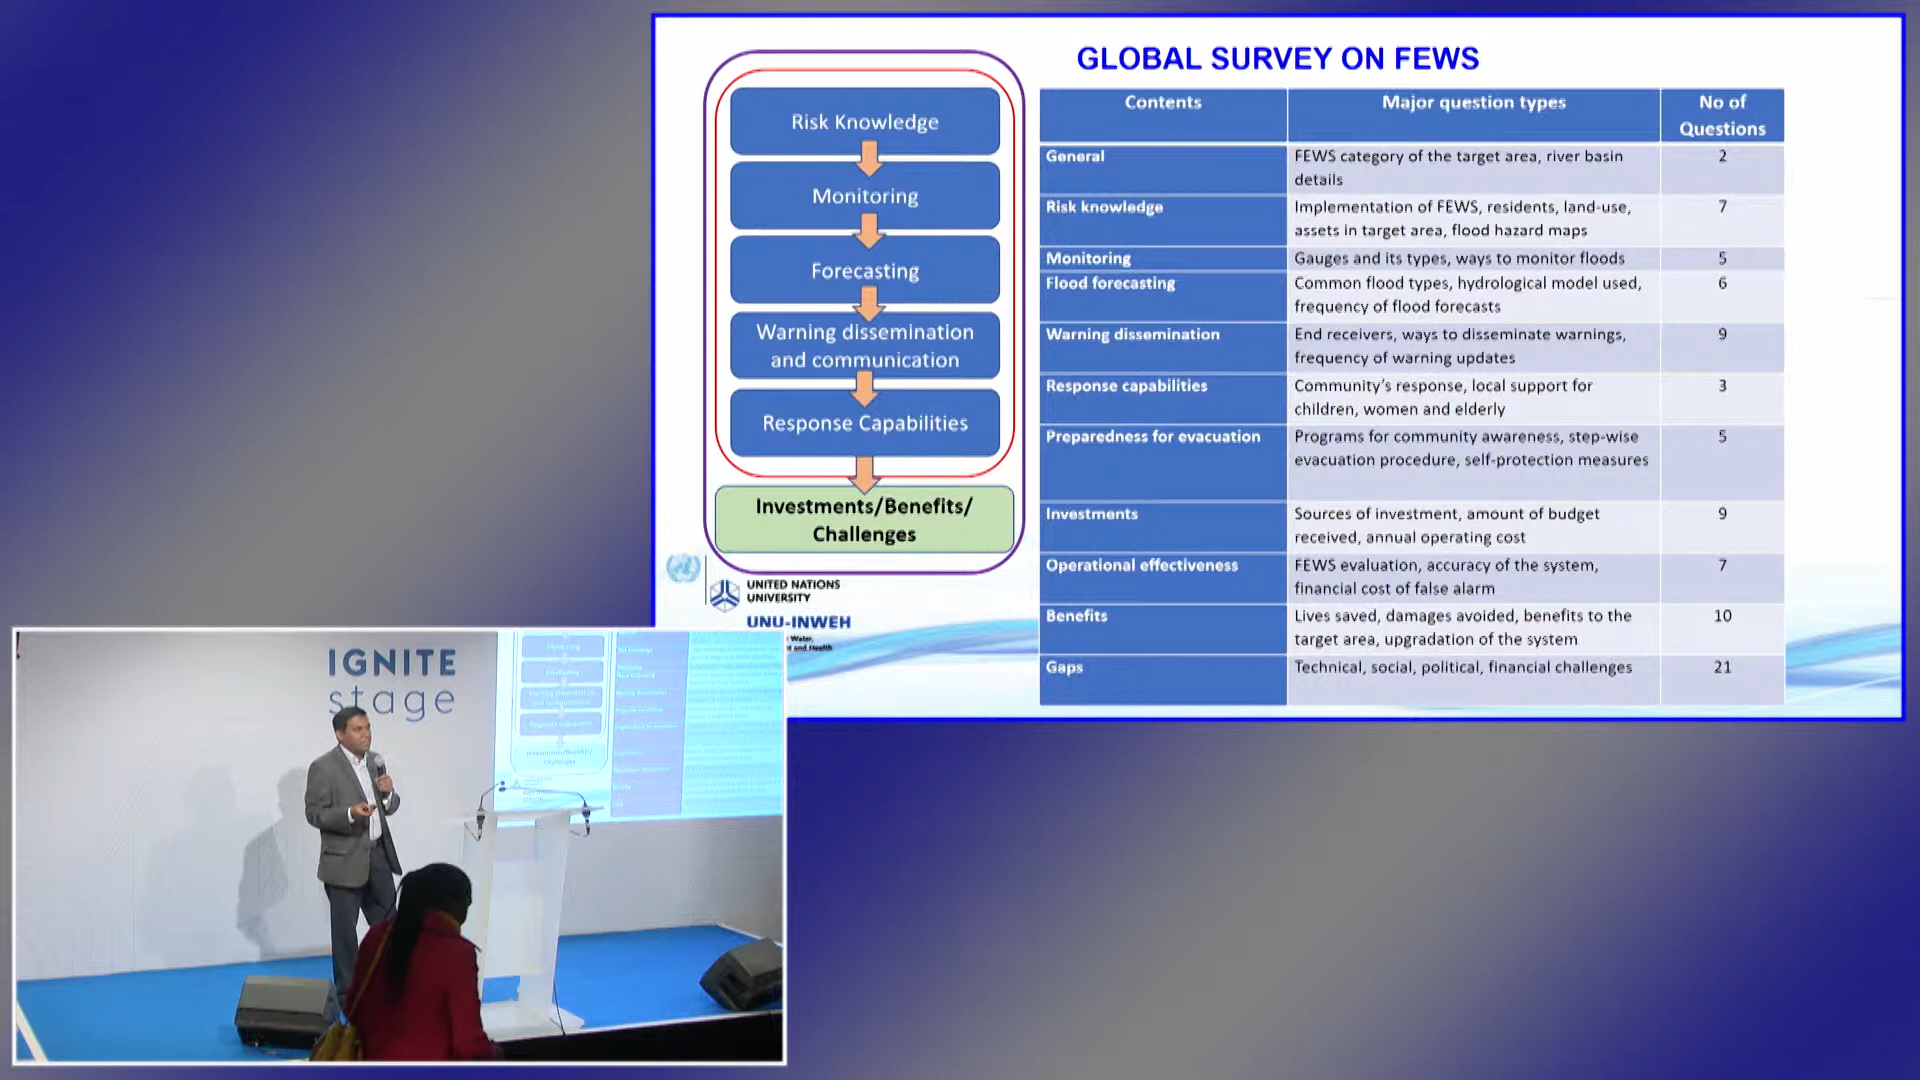 GLOBAL SURVEY ON FEWS
Risk Knowledge
Monitoring
Forecasting
Warning dissemination
and communication
Response Capabilities
Investments/Benefits/
Challenges
UNITED NATIONS
UNIVERSITY
UNU-INWEH
Water,
nt and Health
Contents Major question types No of
Questions
General FEWS category of the target area, river basin 2
details
Risk knowledge Implementation of FEWS, residents, land-use, 7
assets in target area, flood hazard maps
Monitoring Gauges and its types, ways to monitor floods 5
Flood forecasting Common flood types, hydrological model used, 6
frequency of flood forecasts
Warning dissemination End receivers, ways to disseminate warnings, 9
frequency of warning updates
Response capabilities Community's response, local support for 3
children, women and elderly
Preparedness for evacuation Programs for community awareness, step-wise 5
evacuation procedure, self-protection measures
Investments Sources of investment, amount of budget 9
received, annual operating cost
Operational effectiveness FEWS evaluation, accuracy of the system, 7
financial cost of false alarm
Benefits Lives saved, damages avoided, benefits to the 10
target area, upgradation of the system
Gaps Technical, social, political, financial challenges 21
IGNITE
stage